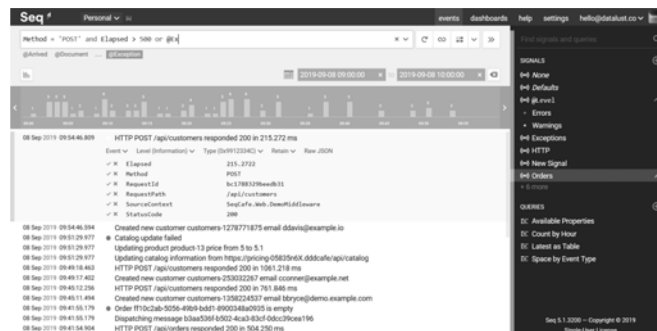 Seq
Personal
events dashboards help settings hello@datalust.co
Method = 'POST' and Elapsed > 500 or @Ex
@Arrived @Document ... @Exception
2019-09-08 09:00:00 × to 2019-09-08 10:00:00 ×
08 Sep 2019 09:54:46.809 HTTP POST /api/customers responded 200 in 215.272 ms
Event Level (Information) Type (0x9912334C) Retain Raw JSON
Elapsed 215.2722
Method POST
RequestId bc1788329beedb31
RequestPath /api/customers
SourceContext SeqCafe.Web.DemoMiddleware
StatusCode 200
08 Sep 2019 09:54:46.594 Created new customer customers-1278771875 email ddavis@example.io
08 Sep 2019 09:51:29.977 Catalog update failed
08 Sep 2019 09:51:29.977 Updating product product-13 price from 5 to 5.1
08 Sep 2019 09:51:29.977 Updating catalog information from https://pricing-05835n6X.dddcafe/api/catalog
08 Sep 2019 09:49:18.463 HTTP POST /api/orders responded 200 in 1061.218 ms
08 Sep 2019 09:49:17.402 Created new customer customers-253032267 email cconner@example.net
08 Sep 2019 09:45:12.256 HTTP POST /api/customers responded 200 in 761.846 ms
08 Sep 2019 09:45:11.494 Created new customer customers-1358224537 email bbryce@demo.example.com
08 Sep 2019 09:41:55.179 Order ff10c2ab-5056-49b9-bdd1-8900348a0935 is empty
08 Sep 2019 09:41:55.179 Dispatching message b3aa536f-b502-4ca3-83cf-0dcc39cea196
08 Sep 2019 09:41:54.904 HTTP POST /api/orders responded 200 in 504.250 ms
Find signals and queries
SIGNALS
None
Defaults
@Level
Errors
Warnings
Exceptions
HTTP
New Signal
Orders
+ 6 more
QUERIES
Available Properties
Count by Hour
Latest as Table
Space by Event Type
Seq 5.1.3200 – Copyright © 2019
Single-User License